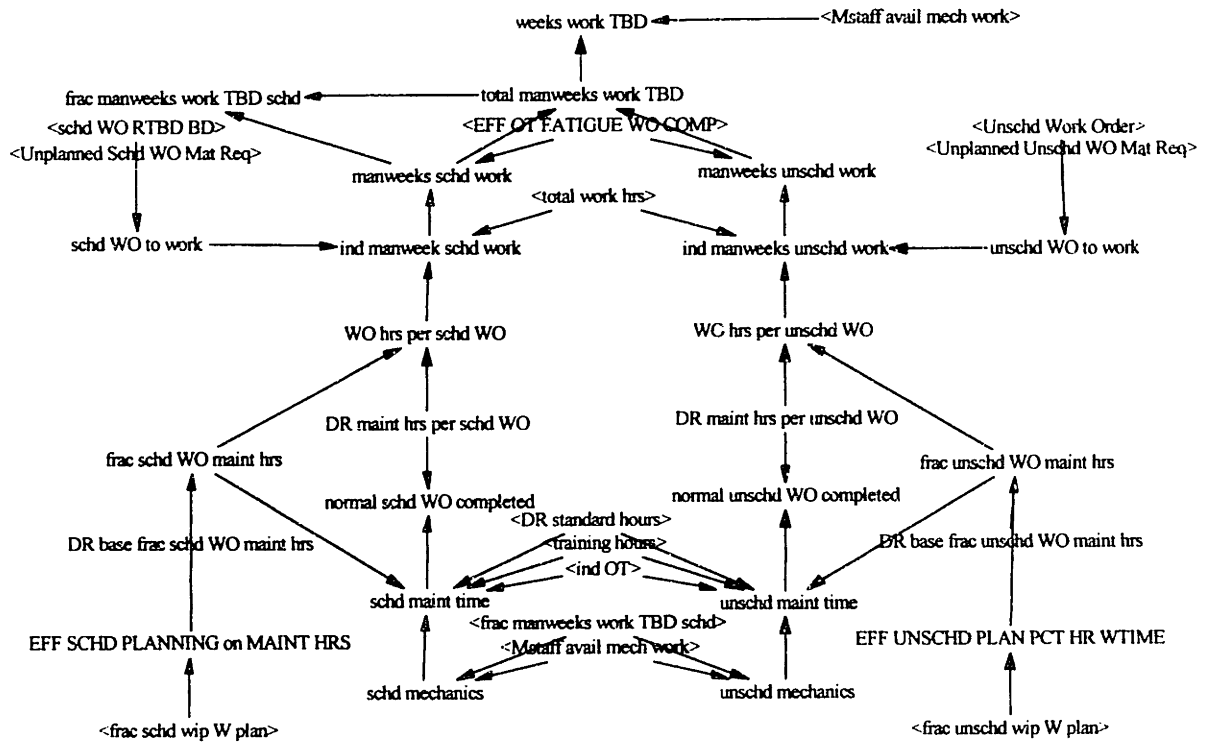 weeks work TBD
<Mstaff avail mech work>
frac manweeks work TBD schd
total manweeks work TBD
<schd WO RTBD BD>
<EFF OT FATIGUE WO COMP>
<Unschd Work Order>
<Unplanned Schd WO Mat Req>
<Unplanned Unschd WO Mat Req>
manweeks schd work
manweeks unschd work
<total work hrs>
schd WO to work
ind manweek schd work
ind manweeks unschd work
unschd WO to work
WO hrs per schd WO
WG hrs per unschd WO
DR maint hrs per schd WO
DR maint hrs per unschd WO
frac schd WO maint hrs
frac unschd WO maint hrs
normal schd WO completed
normal unschd WO completed
<DR standard hours>
DR base frac schd WO maint hrs
<training hours>
DR base frac unschd WO maint hrs
<ind OT>
schd maint time
unschd maint time
<frac manweeks work TBD schd>
EFF SCHD PLANNING on MAINT HRS
<Mstaff avail mech work>
EFF UNSCHD PLAN PCT HR WTIME
schd mechanics
unschd mechanics
<frac schd wip W plan>
<frac unschd wip W plan>